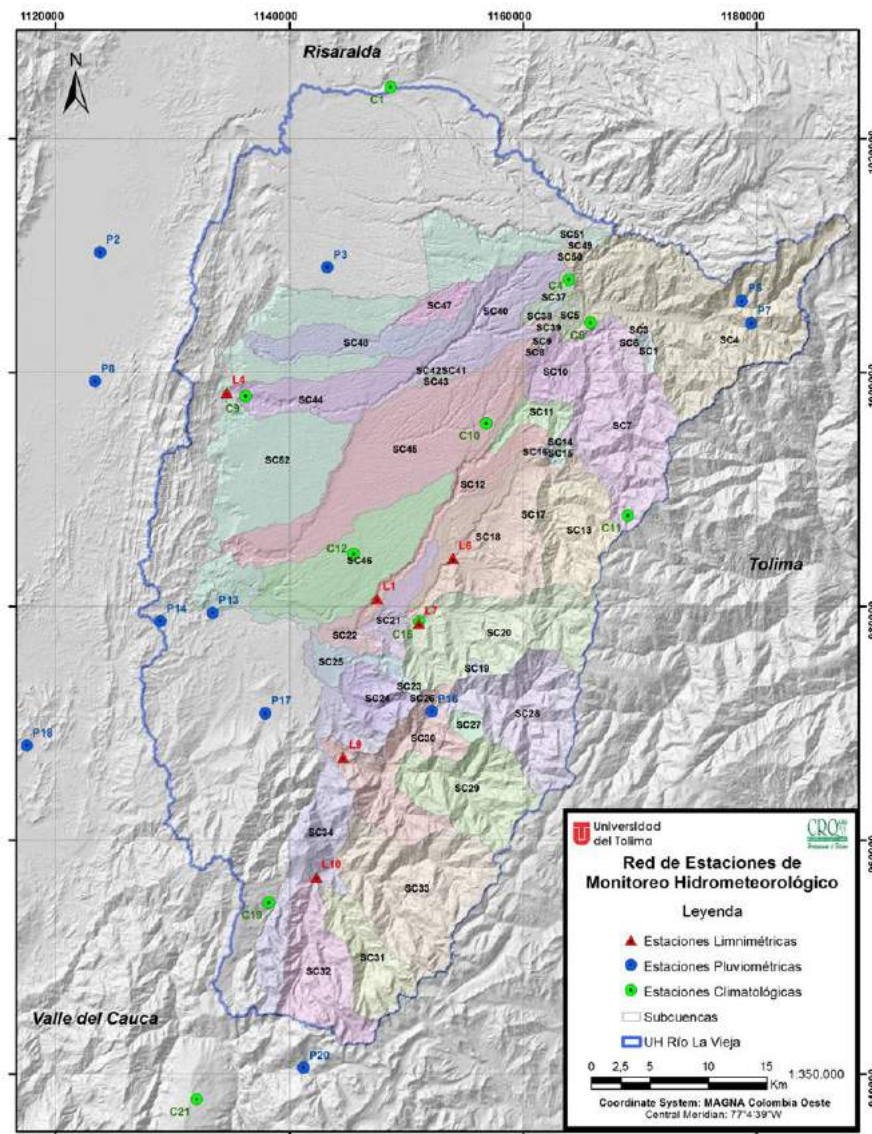 1120000 1140000 1160000 1180000
Risaralda
N
C1
P2
P3
SC51
SC49
SC50
C4
SC37
SC47
SC40
SC38
SC5
SC39
P7
SC3
SC4
SC6
SC1
SC9
SC8
SC48
P8
L4
C9
SC44
SC42 SC41
SC43
SC10
SC7
SC11
C10
SC45
SC14
SC16
SC15
SC52
SC12
SC17
SC13
C11
SC18
C12
SC46
L6
Tolima
L1
P14
P13
L7
SC21
C15
SC20
SC22
SC25
SC19
SC23
SC24
SC26
P16
P17
SC27
SC28
P18
SC30
L9
SC29
SC34
L10
SC33
C19
SC31
SC32
Valle del Cauca
P20
C21
Universidad
del Tolima
CRQ
Red de Estaciones de
Monitoreo Hidrometeorológico
Leyenda
Estaciones Limnimétricas
Estaciones Pluviométricas
Estaciones Climatológicas
Subcuencas
UH Río La Vieja
0 2,5 5 10 15
Km
1:350.000
Coordinate System: MAGNA Colombia Oeste
Central Meridian: 77°4'39"W